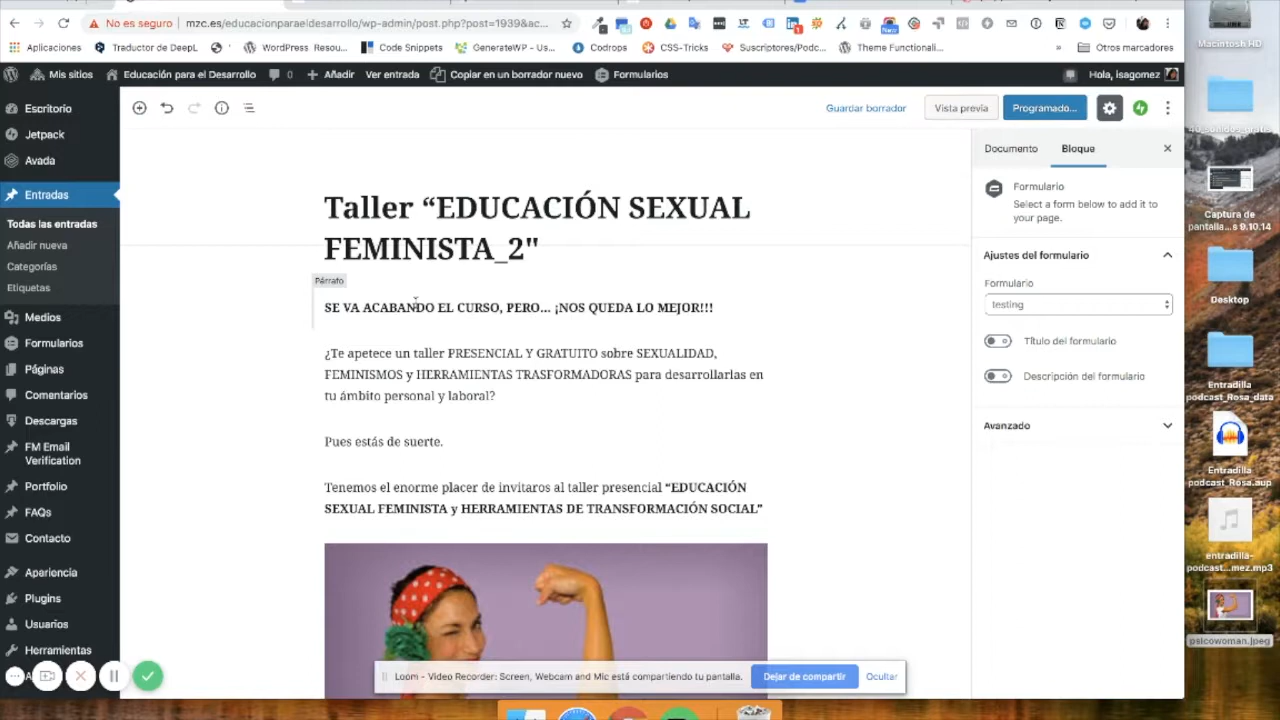 No es seguro
mzc.es/educacionparaeldesarrollo/wp-admin/post.php?post=1939&ac...
Aplicaciones
Traductor de DeepL
WordPress Resou...
Code Snippets
GenerateWP - Us...
Codrops
CSS-Tricks
Suscriptores/Podc...
Theme Functionali...
»
Otros marcadores
Mis sitios
Educación para el Desarrollo
0
Añadir
Ver entrada
Copiar en un borrador nuevo
Formularios
Hola, isagomez
Escritorio
Jetpack
Avada
Entradas
Todas las entradas
Añadir nueva
Categorías
Etiquetas
Medios
Formularios
Páginas
Comentarios
Descargas
FM Email
Verification
Portfolio
FAQs
Contacto
Apariencia
Plugins
Usuarios
Herramientas
Guardar borrador
Vista previa
Programado...
Taller “EDUCACIÓN SEXUAL
FEMINISTA_2"
Párrafo
SE VA ACABANDO EL CURSO, PERO... ¡NOS QUEDA LO MEJOR!!!
¿Te apetece un taller PRESENCIAL Y GRATUITO sobre SEXUALIDAD,
FEMINISMOS y HERRAMIENTAS TRASFORMADORAS para desarrollarlas en
tu ámbito personal y laboral?
Pues estás de suerte.
Tenemos el enorme placer de invitaros al taller presencial “EDUCACIÓN
SEXUAL FEMINISTA y HERRAMIENTAS DE TRANSFORMACIÓN SOCIAL”
Documento
Bloque
Formulario
Select a form below to add it to
your page.
Ajustes del formulario
Formulario
testing
Título del formulario
Descripción del formulario
Avanzado
Loom - Video Recorder: Screen, Webcam and Mic está compartiendo tu pantalla.
Dejar de compartir
Ocultar
Macintosh HD
40_sonidos_gratis
Captura de
pantalla...s 9.10.14
Desktop
Entradilla
podcast_Rosa_data
Entradilla
podcast_Rosa.aup
entradilla-
podcast...mez.mp3
psicowoman.jpeg